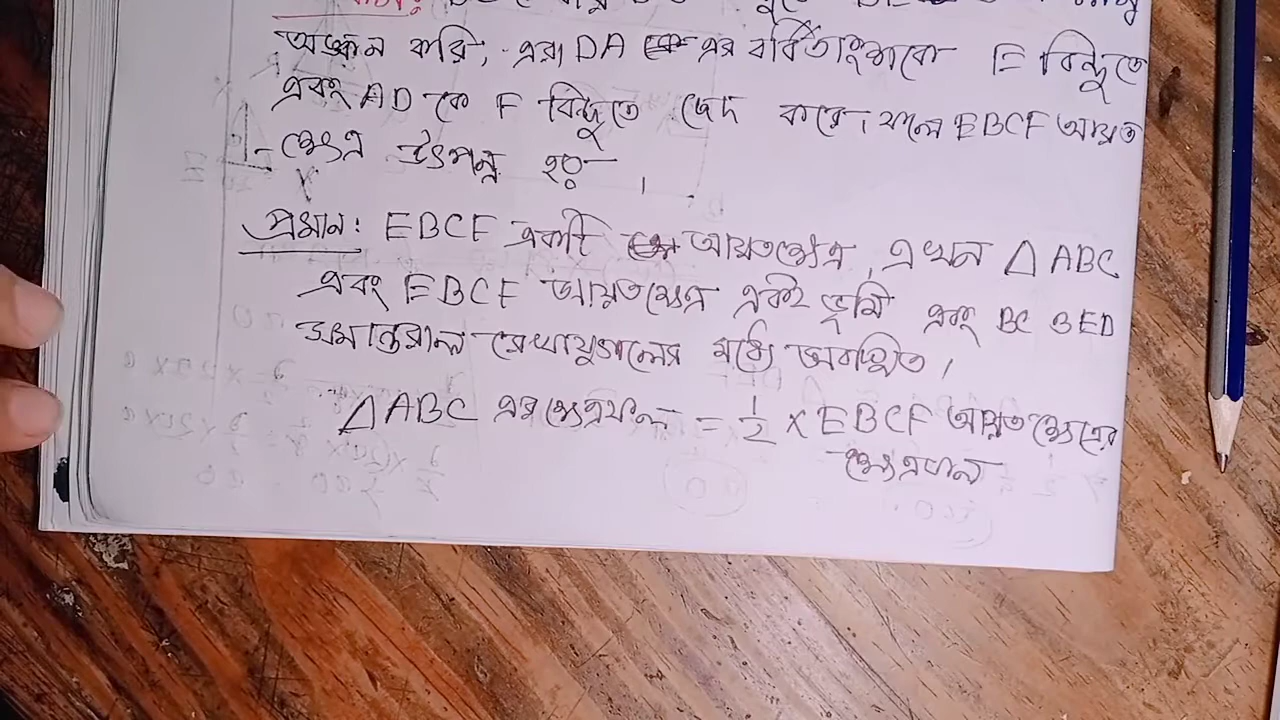 অঙ্কন করি, এরা DA এর বর্ধিতাংশকে E বিন্দুতে
এবং AD কে F বিন্দুতে ছেদ করে। ফলে EBCF আয়ত
ক্ষেত্র উৎপন্ন হয়।
প্রমান: EBCF একটি আয়তক্ষেত্র, এখন △ ABC
এবং EBCF আয়তক্ষেত্র একই ভূমি এবং BC BED
সমান্তরাল রেখাযুগলের মধ্যে অবস্থিত।
△ ABC এর ক্ষেত্রফল = 1/2 × EBCF আয়তক্ষেত্রের
ক্ষেত্রফল